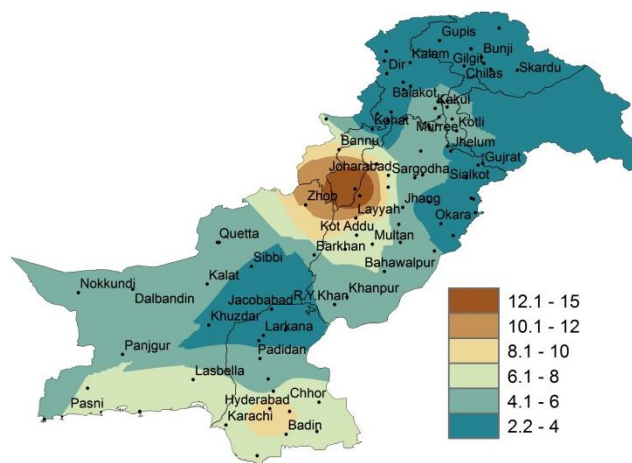 Gupis
Kalam
Bunji
Dir
Gilgit
Chilas
Skardu
Balakot
Kakul
Kohat
Murree
Kotli
Bannu
Jhelum
Joharabad
Sargodha
Gujrat
Sialkot
Zhob
Layyah
Jhang
Okara
Kot Addu
Quetta
Barkhan
Multan
Sibbi
Bahawalpur
Nokkundi
Kalat
Dalbandin
Jacobabad
R.Y.Khan
Khanpur
Khuzdar
Larkana
Panjgur
Padidan
Lasbella
Pasni
Hyderabad
Chhor
Karachi
Badin
12.1 - 15
10.1 - 12
8.1 - 10
6.1 - 8
4.1 - 6
2.2 - 4